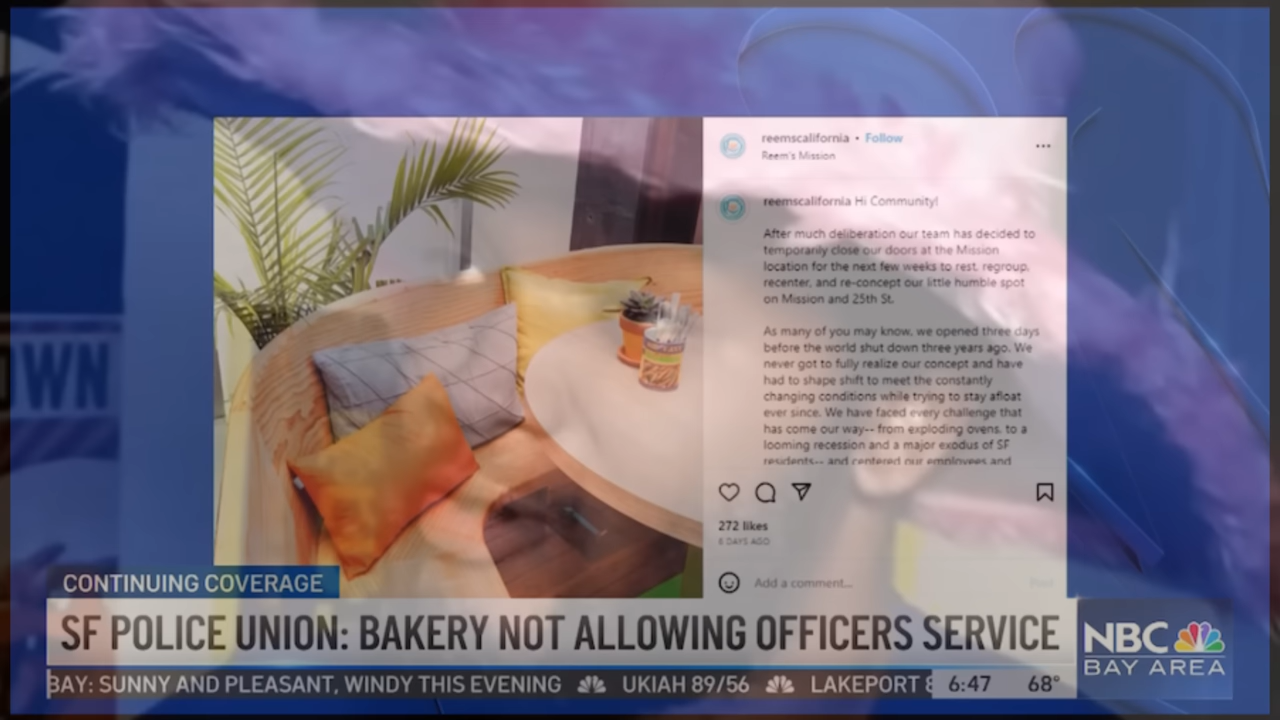 reemscalifornia • Follow
Reem's Mission
reemscalifornia Hi Community!
After much deliberation our team has decided to
temporarily close our doors at the Mission
location for the next few weeks to rest, regroup,
recenter, and re-concept our little humble spot
on Mission and 25th St.
As many of you may know, we opened three days
before the world shut down three years ago. We
never got to fully realize our concept and have
had to shape shift to meet the constantly
changing conditions while trying to stay afloat
ever since. We have faced every challenge that
has come our way-- from exploding ovens, to a
looming recession and a major exodus of SF
residents-- and centered our employees and
OWN
272 likes
6 DAYS AGO
Add a comment...
Post
CONTINUING COVERAGE
SF POLICE UNION: BAKERY NOT ALLOWING OFFICERS SERVICE
NBC
BAY AREA
BAY: SUNNY AND PLEASANT, WINDY THIS EVENING UKIAH 89/56 LAKEPORT 6:47 68°